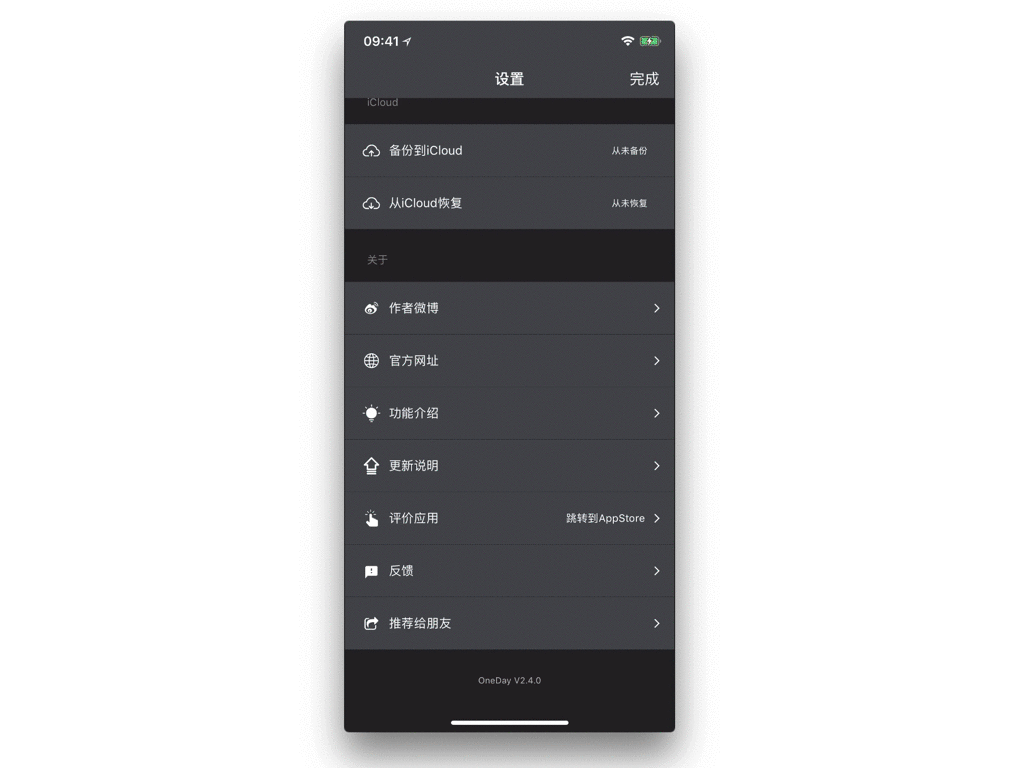 09:41
设置
完成
iCloud
备份到iCloud
从未备份
从iCloud恢复
从未恢复
关于
作者微博
官方网址
功能介绍
更新说明
评价应用
跳转到AppStore
反馈
推荐给朋友
OneDay V2.4.0